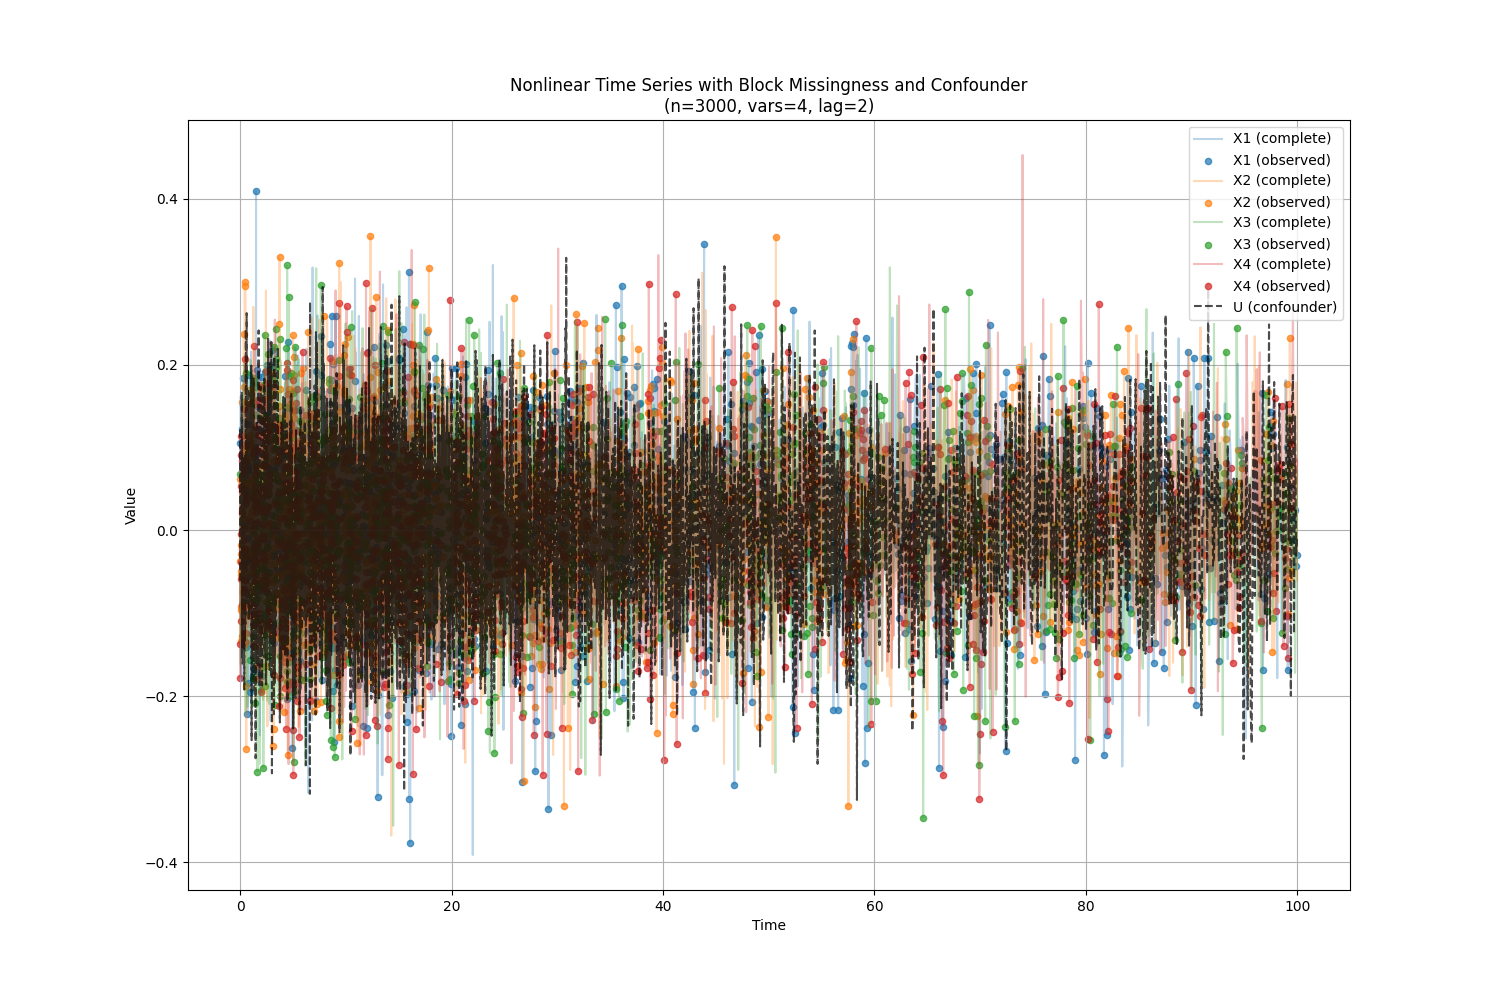 Nonlinear Time Series with Block Missingness and Confounder
(n=3000, vars=4, lag=2)
X1 (complete)
X1 (observed)
X2 (complete)
X2 (observed)
X3 (complete)
X3 (observed)
X4 (complete)
X4 (observed)
U (confounder)
Value
0.4
0.2
0.0
−0.2
−0.4
0
20
40
60
80
100
Time